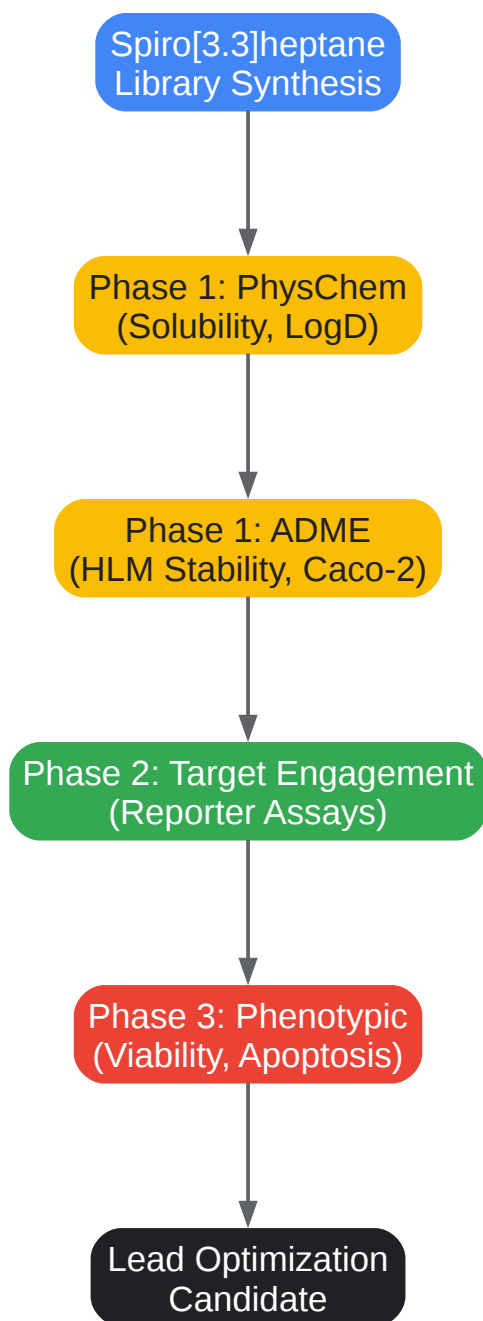 Spiro[3.3]heptane
Library Synthesis
Phase 1: PhysChem
(Solubility, LogD)
Phase 1: ADME
(HLM Stability, Caco-2)
Phase 2: Target Engagement
(Reporter Assays)
Phase 3: Phenotypic
(Viability, Apoptosis)
Lead Optimization
Candidate